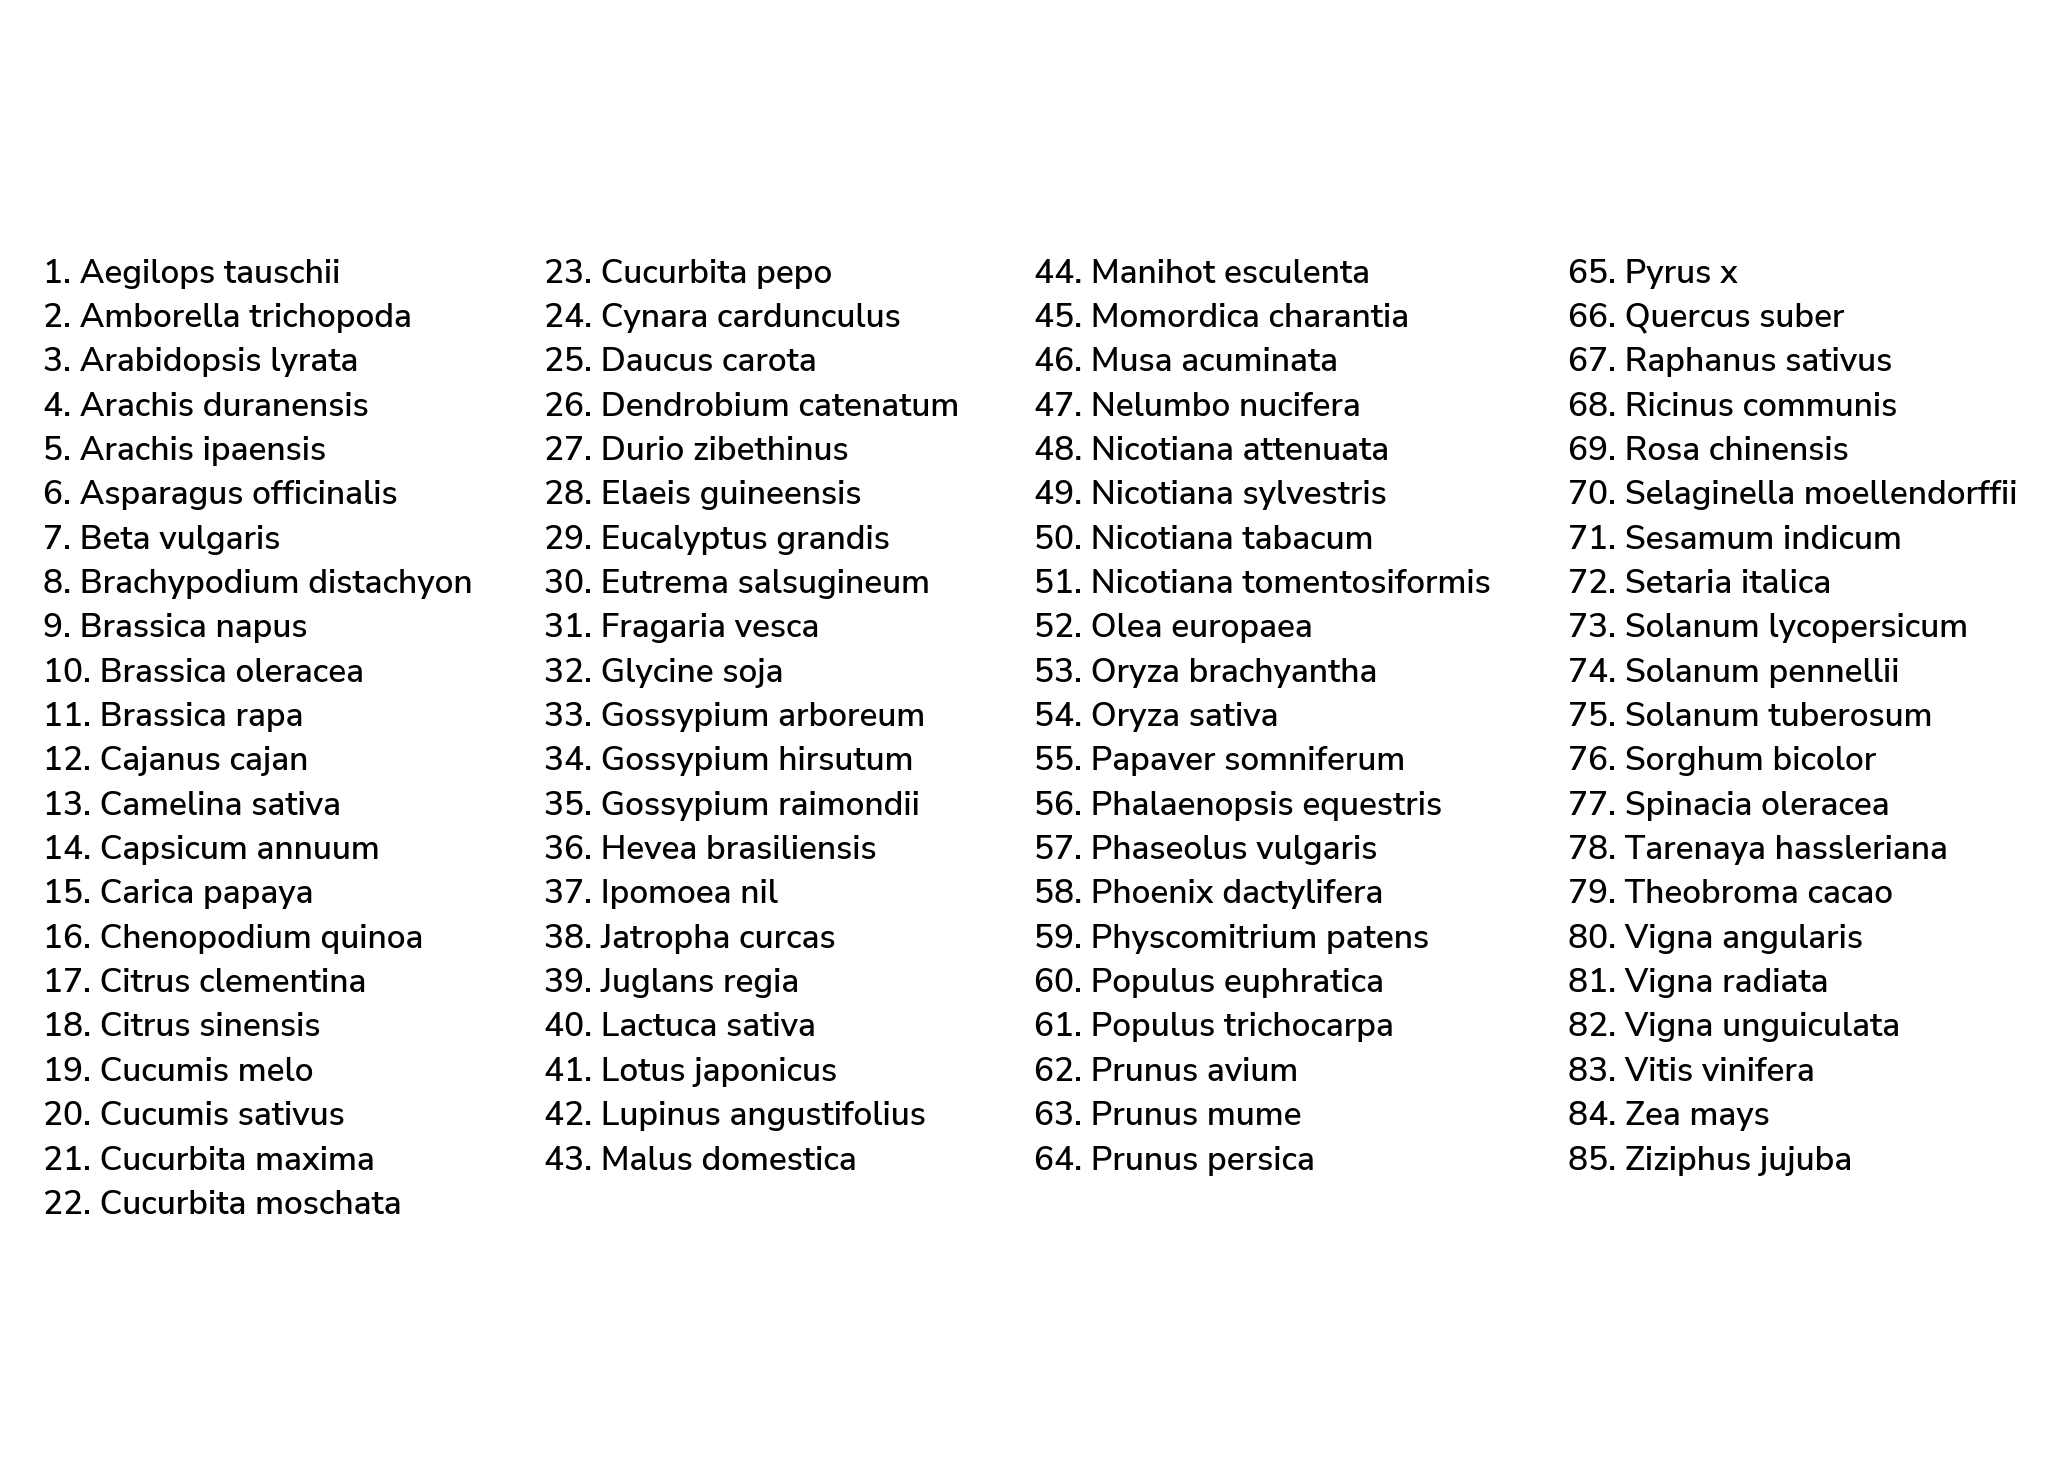 1. Aegilops tauschii
2. Amborella trichopoda
3. Arabidopsis lyrata
4. Arachis duranensis
5. Arachis ipaensis
6. Asparagus officinalis
7. Beta vulgaris
8. Brachypodium distachyon
9. Brassica napus
10. Brassica oleracea
11. Brassica rapa
12. Cajanus cajan
13. Camelina sativa
14. Capsicum annuum
15. Carica papaya
16. Chenopodium quinoa
17. Citrus clementina
18. Citrus sinensis
19. Cucumis melo
20. Cucumis sativus
21. Cucurbita maxima
22. Cucurbita moschata
23. Cucurbita pepo
24. Cynara cardunculus
25. Daucus carota
26. Dendrobium catenatum
27. Durio zibethinus
28. Elaeis guineensis
29. Eucalyptus grandis
30. Eutrema salsugineum
31. Fragaria vesca
32. Glycine soja
33. Gossypium arboreum
34. Gossypium hirsutum
35. Gossypium raimondii
36. Hevea brasiliensis
37. Ipomoea nil
38. Jatropha curcas
39. Juglans regia
40. Lactuca sativa
41. Lotus japonicus
42. Lupinus angustifolius
43. Malus domestica
44. Manihot esculenta
45. Momordica charantia
46. Musa acuminata
47. Nelumbo nucifera
48. Nicotiana attenuata
49. Nicotiana sylvestris
50. Nicotiana tabacum
51. Nicotiana tomentosiformis
52. Olea europaea
53. Oryza brachyantha
54. Oryza sativa
55. Papaver somniferum
56. Phalaenopsis equestris
57. Phaseolus vulgaris
58. Phoenix dactylifera
59. Physcomitrium patens
60. Populus euphratica
61. Populus trichocarpa
62. Prunus avium
63. Prunus mume
64. Prunus persica
65. Pyrus x
66. Quercus suber
67. Raphanus sativus
68. Ricinus communis
69. Rosa chinensis
70. Selaginella moellendorffii
71. Sesamum indicum
72. Setaria italica
73. Solanum lycopersicum
74. Solanum pennellii
75. Solanum tuberosum
76. Sorghum bicolor
77. Spinacia oleracea
78. Tarenaya hassleriana
79. Theobroma cacao
80. Vigna angularis
81. Vigna radiata
82. Vigna unguiculata
83. Vitis vinifera
84. Zea mays
85. Ziziphus jujuba